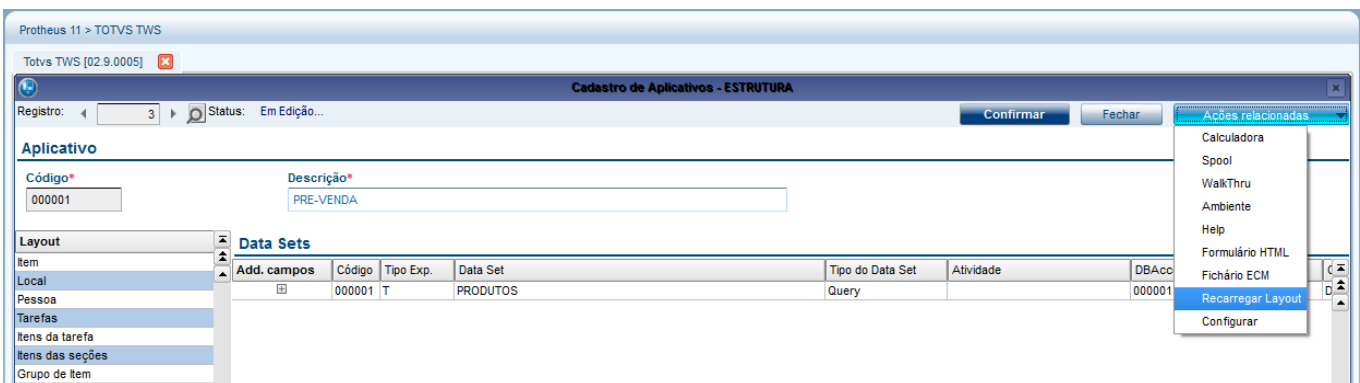 Protheus 11 > TOTVS TWS
Totvs TWS [02.9.0005]
Cadastro de Aplicativos - ESTRUTURA
Registro: 3 Status: Em Edição... Confirmar Fechar Ações relacionadas
Calculadora
Spool
WalkThru
Ambiente
Help
Formulário HTML
Fichário ECM
Recarregar Layout
Configurar
Aplicativo
Código* Descrição*
000001 PRE-VENDA
Layout
Item
Local
Pessoa
Tarefas
Itens da tarefa
Itens das seções
Grupo de Item
Data Sets
Add. campos Código Tipo Exp. Data Set Tipo do Data Set Atividade DBAcc
000001 T PRODUTOS Query 000001